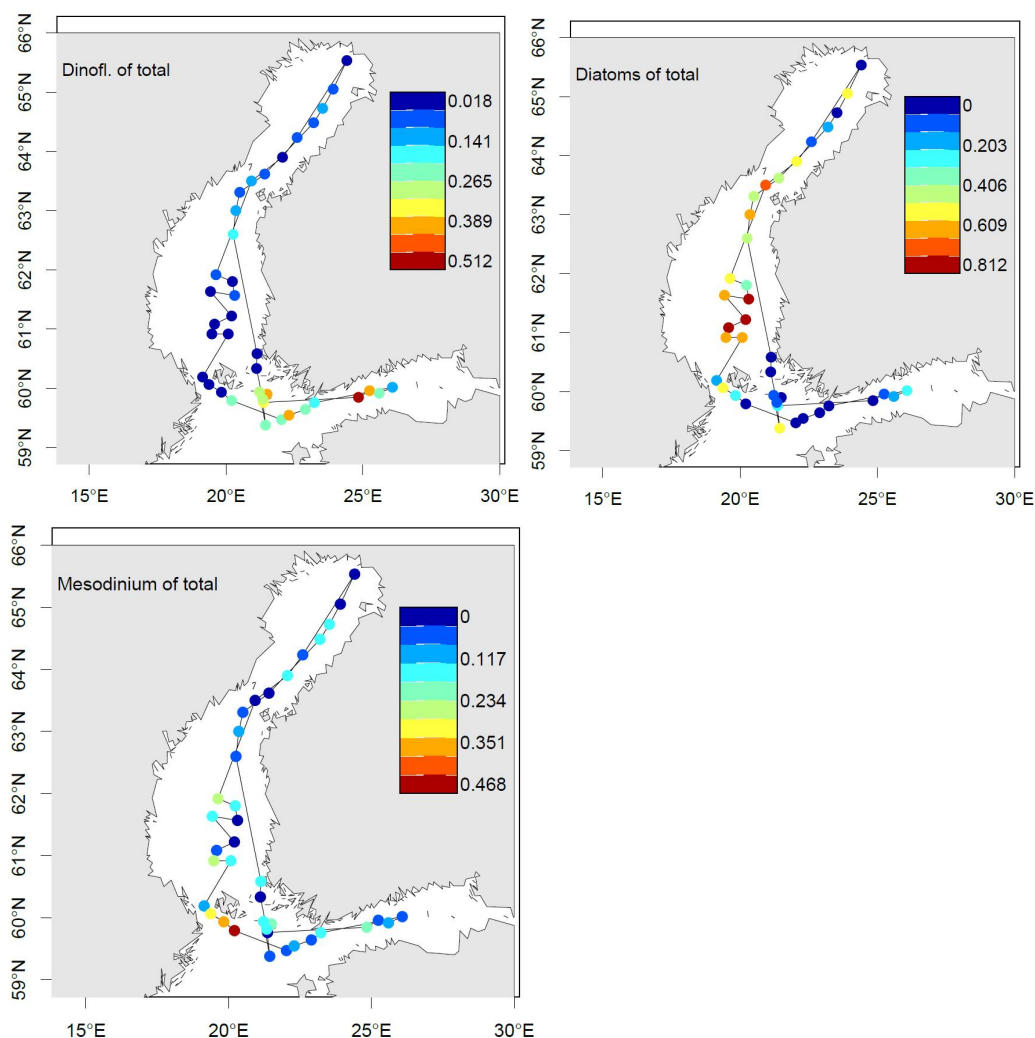 Dinofl. of total
66°N
65°N
64°N
63°N
62°N
61°N
60°N
59°N
0.018
0.141
0.265
0.389
0.512
15°E 20°E 25°E 30°E
Diatoms of total
66°N
65°N
64°N
63°N
62°N
61°N
60°N
59°N
0
0.203
0.406
0.609
0.812
15°E 20°E 25°E 30°E
Mesodinium of total
66°N
65°N
64°N
63°N
62°N
61°N
60°N
59°N
0
0.117
0.234
0.351
0.468
15°E 20°E 25°E 30°E